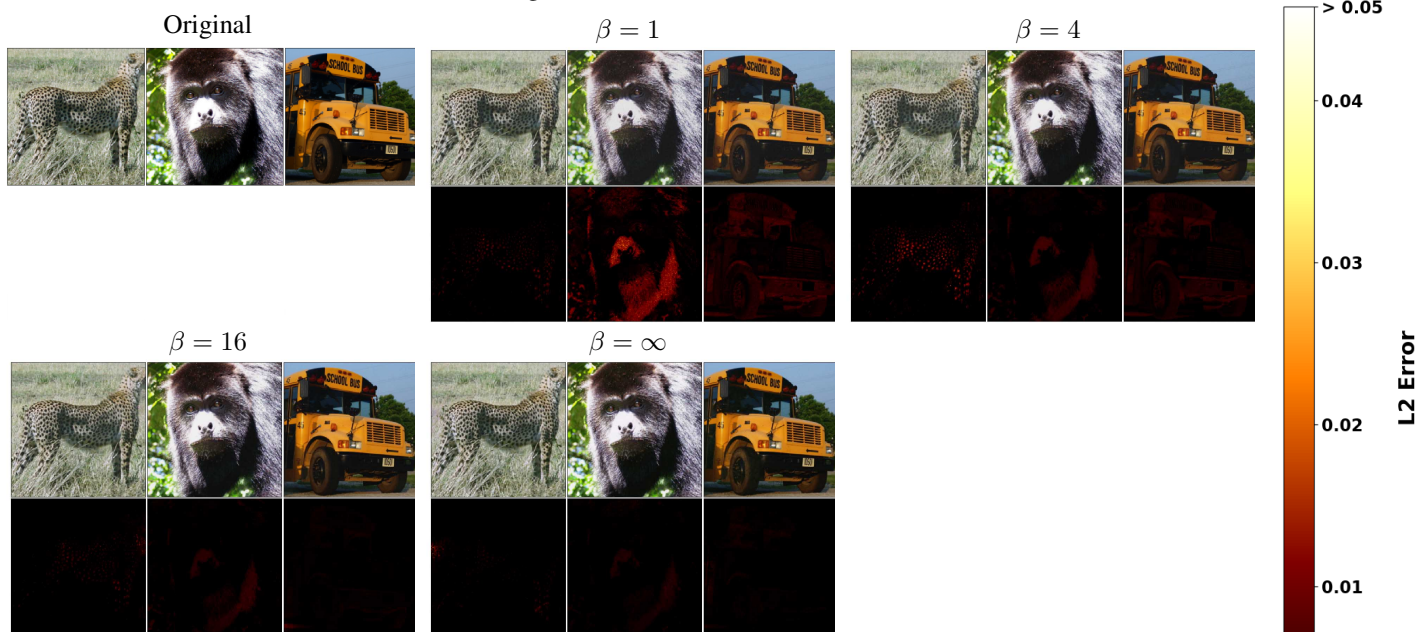 Original
β = 1
β = 4
SCHOOL BUS
SCHOOL BUS
SCHOOL BUS
β = 16
β = ∞
SCHOOL BUS
SCHOOL BUS
> 0.05
0.04
0.03
0.02
0.01
L2 Error